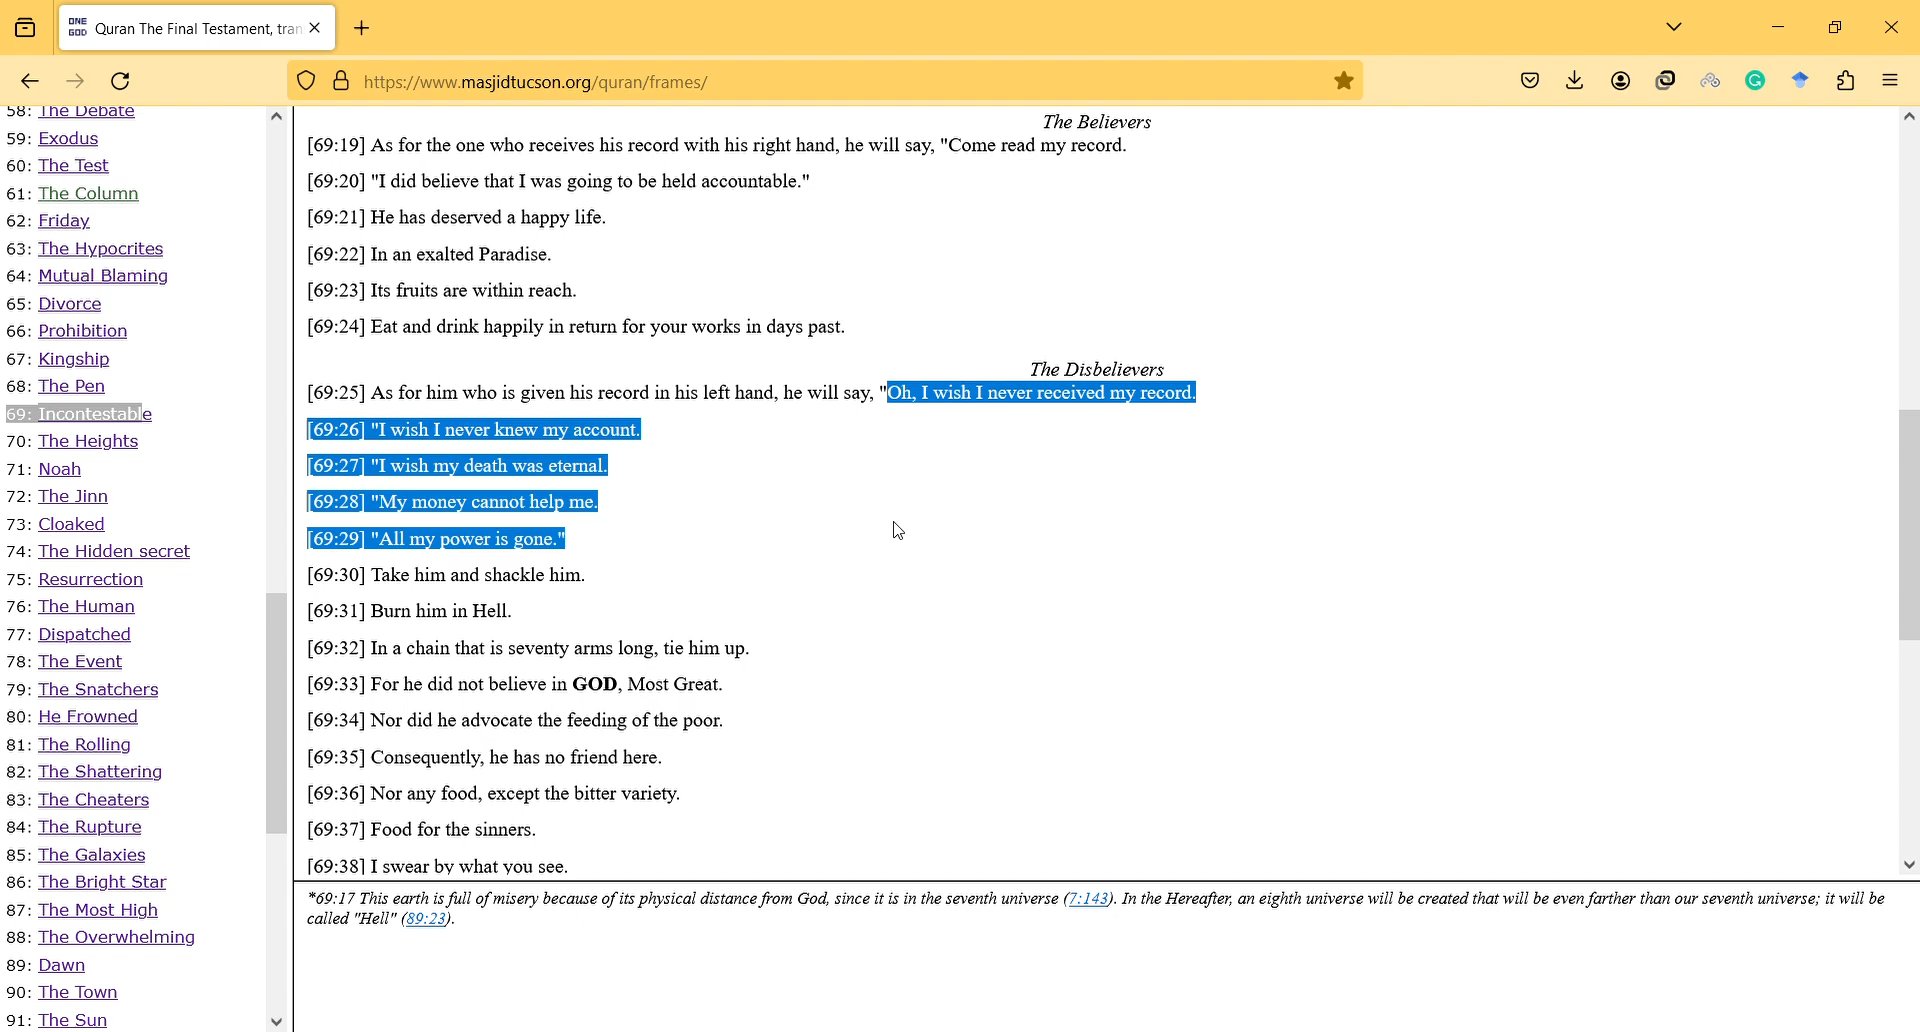 ONE
GOD
Quran The Final Testament, tran
https://www.masjidtucson.org/quran/frames/
58: The Debate
59: Exodus
60: The Test
61: The Column
62: Friday
63: The Hypocrites
64: Mutual Blaming
65: Divorce
66: Prohibition
67: Kingship
68: The Pen
69: Incontestable
70: The Heights
71: Noah
72: The Jinn
73: Cloaked
74: The Hidden secret
75: Resurrection
76: The Human
77: Dispatched
78: The Event
79: The Snatchers
80: He Frowned
81: The Rolling
82: The Shattering
83: The Cheaters
84: The Rupture
85: The Galaxies
86: The Bright Star
87: The Most High
88: The Overwhelming
89: Dawn
90: The Town
91: The Sun
The Believers
[69:19] As for the one who receives his record with his right hand, he will say, "Come read my record.
[69:20] "I did believe that I was going to be held accountable."
[69:21] He has deserved a happy life.
[69:22] In an exalted Paradise.
[69:23] Its fruits are within reach.
[69:24] Eat and drink happily in return for your works in days past.
The Disbelievers
[69:25] As for him who is given his record in his left hand, he will say, "Oh, I wish I never received my record.
[69:26] "I wish I never knew my account.
[69:27] "I wish my death was eternal.
[69:28] "My money cannot help me.
[69:29] "All my power is gone."
[69:30] Take him and shackle him.
[69:31] Burn him in Hell.
[69:32] In a chain that is seventy arms long, tie him up.
[69:33] For he did not believe in GOD, Most Great.
[69:34] Nor did he advocate the feeding of the poor.
[69:35] Consequently, he has no friend here.
[69:36] Nor any food, except the bitter variety.
[69:37] Food for the sinners.
[69:38] I swear by what you see.
*69:17 This earth is full of misery because of its physical distance from God, since it is in the seventh universe (7:143). In the Hereafter, an eighth universe will be created that will be even farther than our seventh universe; it will be
called "Hell" (89:23).